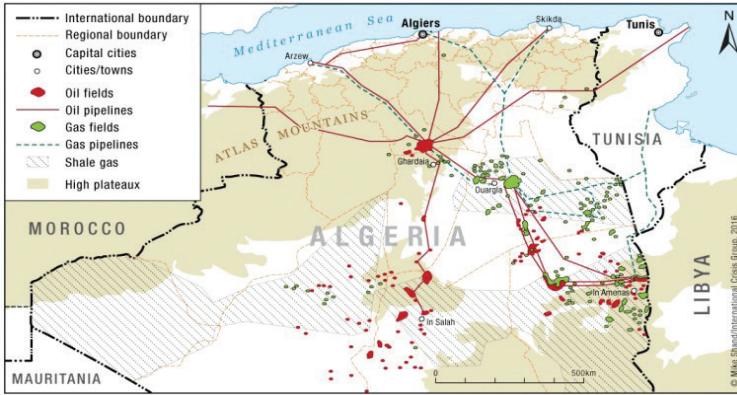 International boundary
Regional boundary
Capital cities
Cities/towns
Oil fields
Oil pipelines
Gas fields
Gas pipelines
Shale gas
High plateaux
Mediterranean Sea
Algiers
Skikda
Tunis
N
Arzew
ATLAS MOUNTAINS
TUNISIA
Ghardaia
Ouargla
MOROCCO
ALGERIA
LIBYA
In Amenas
In Salah
MAURITANIA
0 500km
© Mike Shand/International Crisis Group, 2016